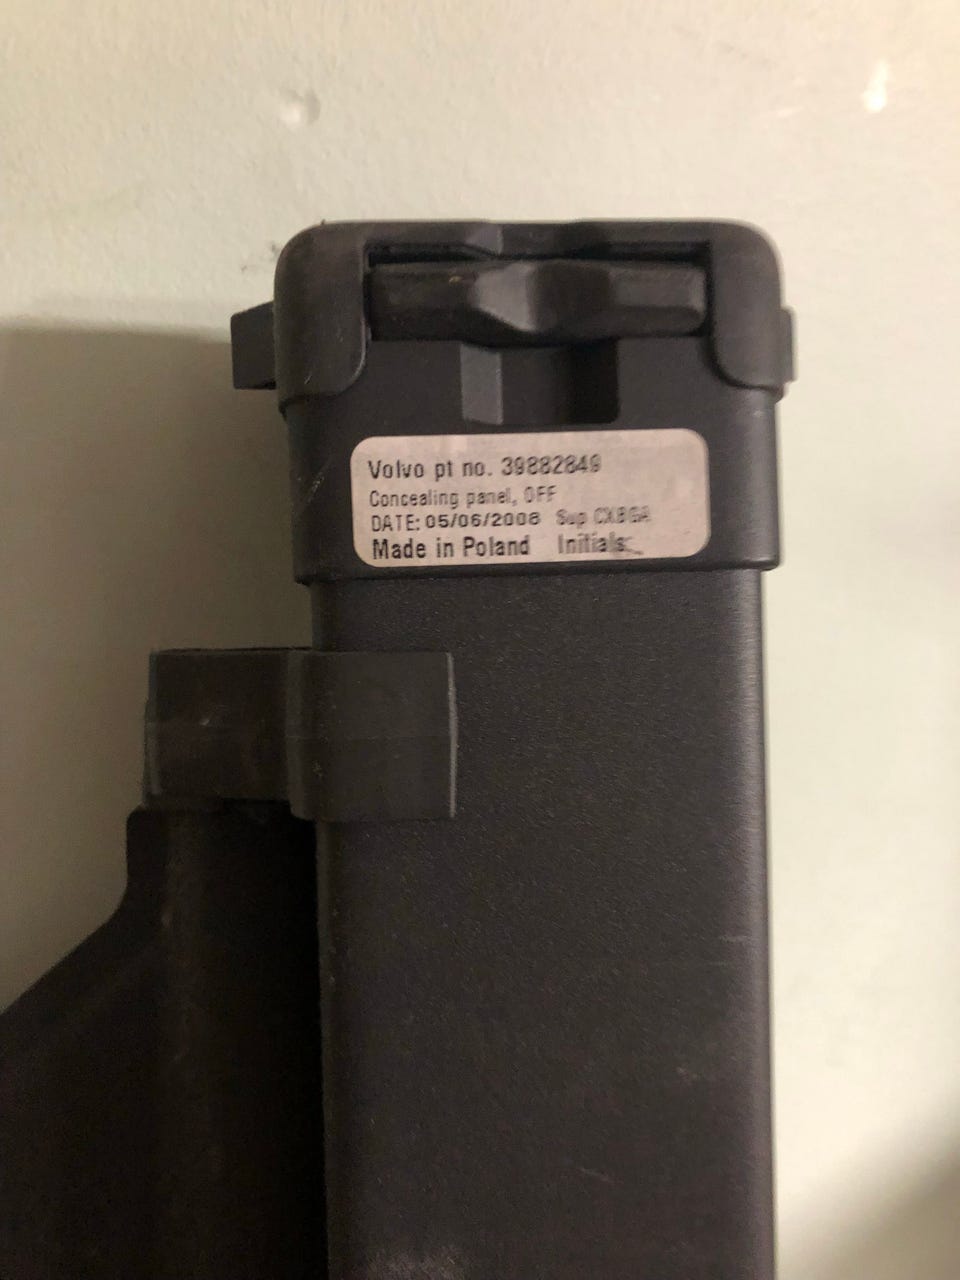 Volvo pt no. 39882849
Concealing panel, OFF
DATE: 05/06/2008 Sup CXBGA
Made in Poland Initials: